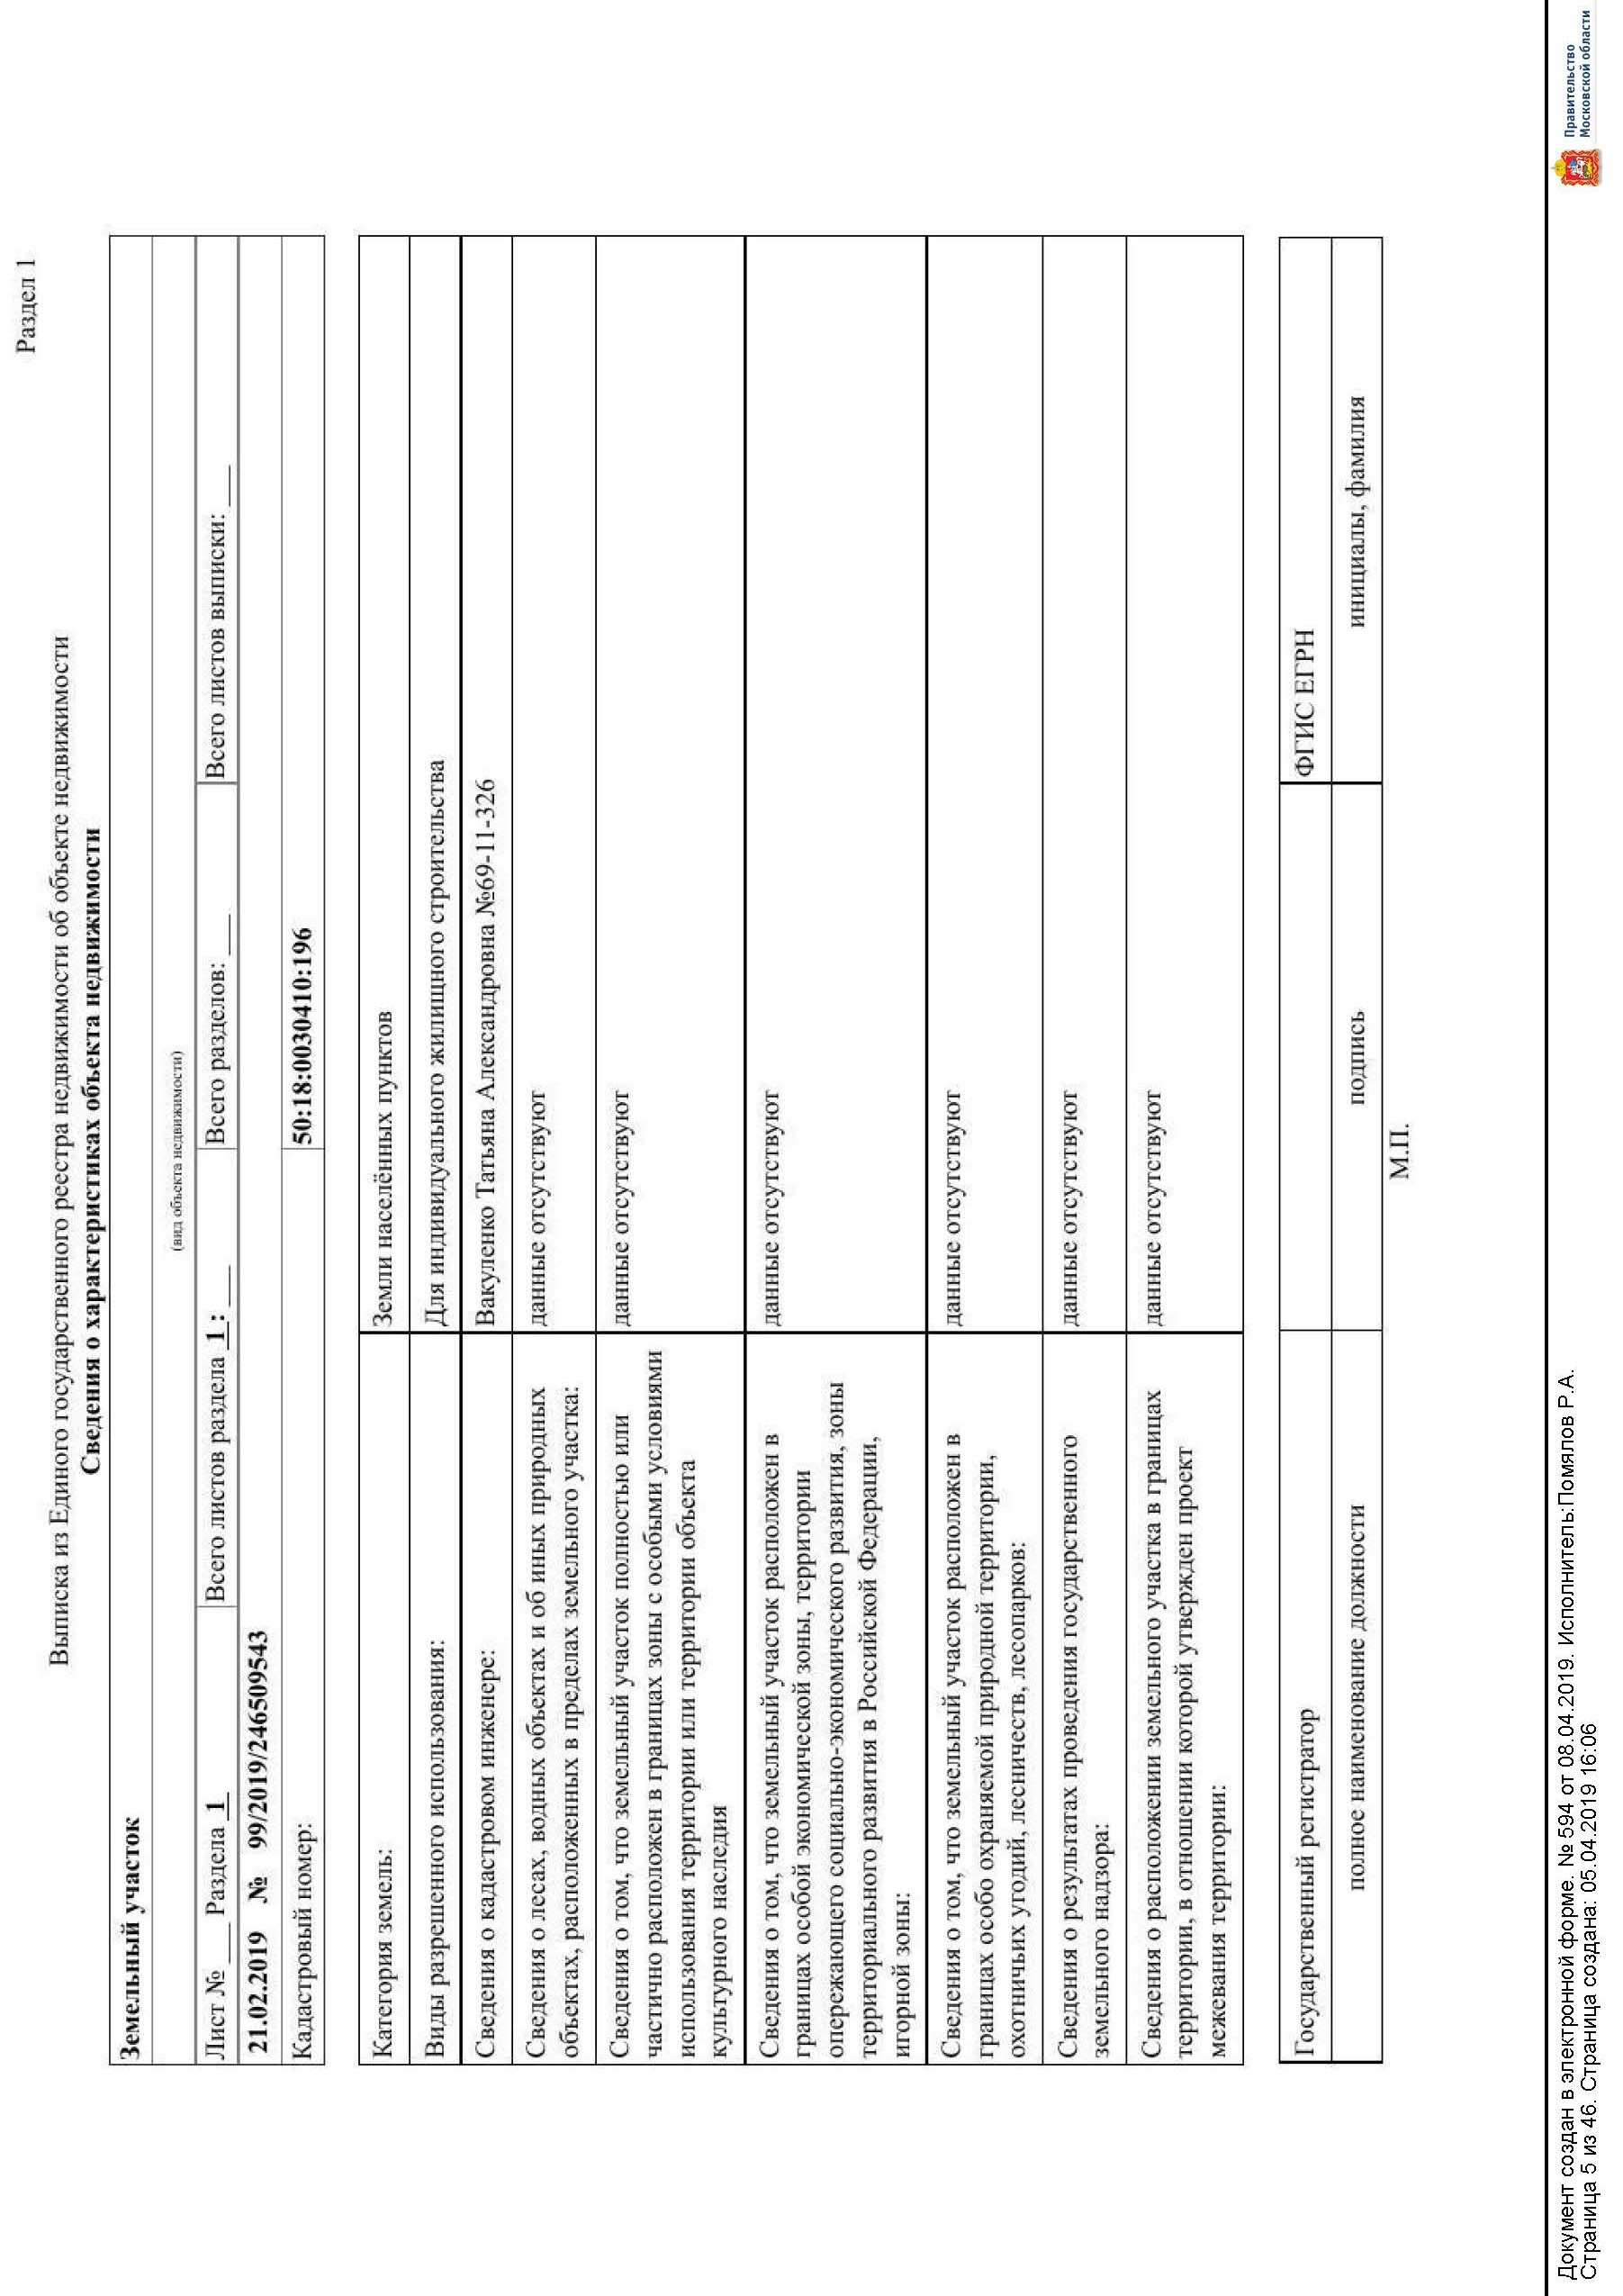 Раздел 1
Выписка из Единого государственного реестра недвижимости об объекте недвижимости
Сведения о характеристиках объекта недвижимости
Земельный участок
(вид объекта недвижимости)
Лист № ___ Раздела 1 Всего листов раздела 1 : ___ Всего разделов: ___ Всего листов выписки: ___
21.02.2019 № 99/2019/246509543
Кадастровый номер: 50:18:0030410:196
Категория земель: Земли населённых пунктов
Виды разрешенного использования: Для индивидуального жилищного строительства
Сведения о кадастровом инженере: Вакуленко Татьяна Александровна №69-11-326
Сведения о лесах, водных объектах и об иных природных данные отсутствуют
объектах, расположенных в пределах земельного участка:
Сведения о том, что земельный участок полностью или данные отсутствуют
частично расположен в границах зоны с особыми условиями
использования территории или территории объекта
культурного наследия
Сведения о том, что земельный участок расположен в данные отсутствуют
границах особой экономической зоны, территории
опережающего социально-экономического развития, зоны
территориального развития в Российской Федерации,
игорной зоны:
Сведения о том, что земельный участок расположен в данные отсутствуют
границах особо охраняемой природной территории,
охотничьих угодий, лесничеств, лесопарков:
Сведения о результатах проведения государственного данные отсутствуют
земельного надзора:
Сведения о расположении земельного участка в границах данные отсутствуют
территории, в отношении которой утвержден проект
межевания территории:
Государственный регистратор ФГИС ЕГРН
полное наименование должности подпись инициалы, фамилия
М.П.
Документ создан в электронной форме. № 594 от 08.04.2019. Исполнитель:Помялов Р.А.
Страница 5 из 46. Страница создана: 05.04.2019 16:06
Правительство
Московской области